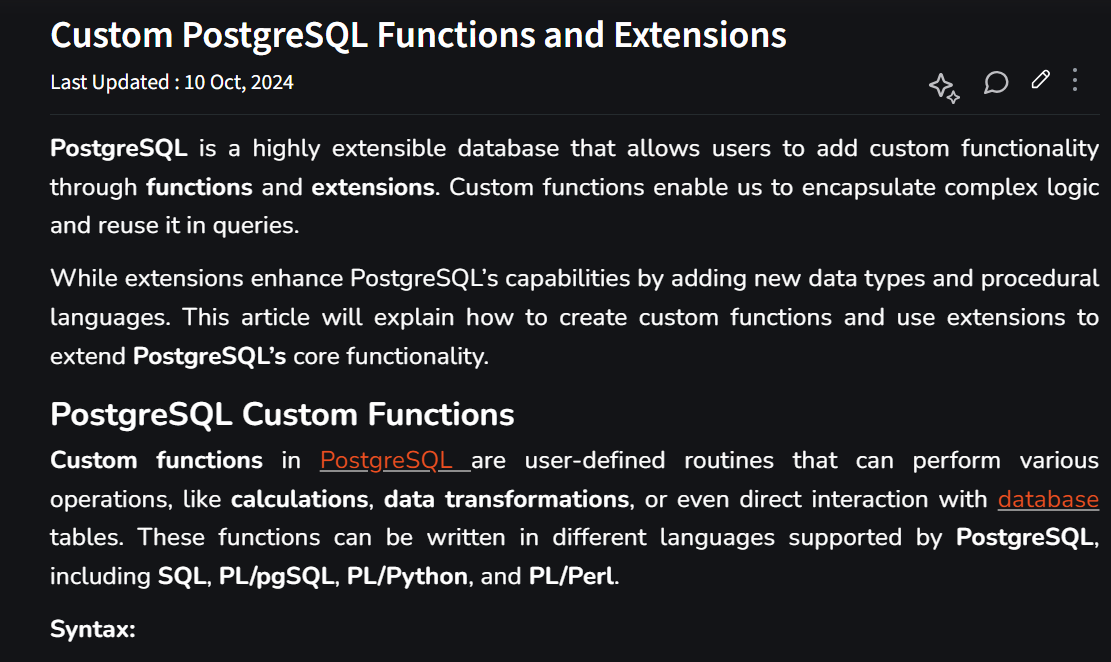 Custom PostgreSQL Functions and Extensions
Last Updated : 10 Oct, 2024
PostgreSQL is a highly extensible database that allows users to add custom functionality
through functions and extensions. Custom functions enable us to encapsulate complex logic
and reuse it in queries.
While extensions enhance PostgreSQL’s capabilities by adding new data types and procedural
languages. This article will explain how to create custom functions and use extensions to
extend PostgreSQL’s core functionality.
PostgreSQL Custom Functions
Custom functions in PostgreSQL are user-defined routines that can perform various
operations, like calculations, data transformations, or even direct interaction with database
tables. These functions can be written in different languages supported by PostgreSQL,
including SQL, PL/pgSQL, PL/Python, and PL/Perl.
Syntax: